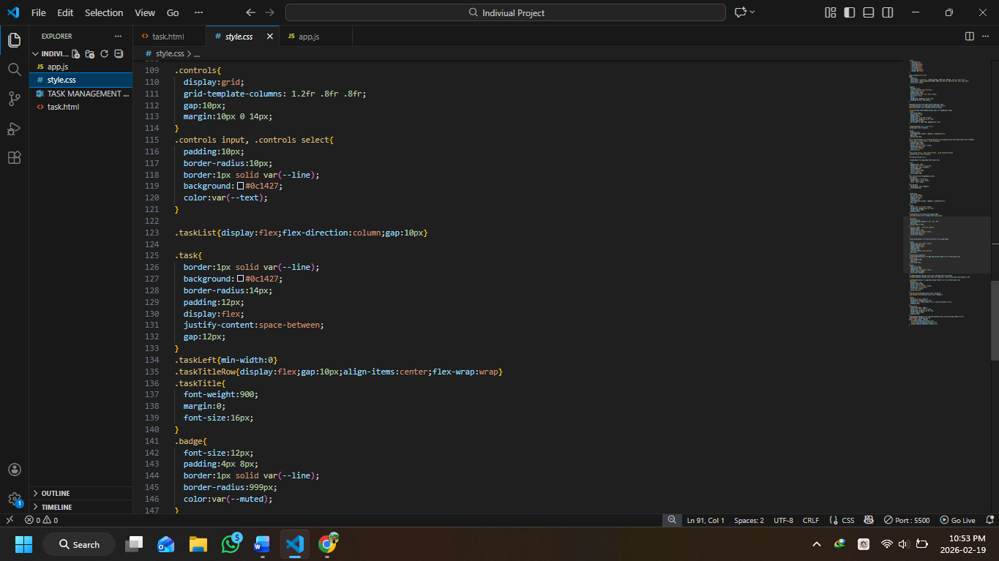 File Edit Selection View Go ··· Indiviual Project
EXPLORER ···
task.html
style.css
JS app.js
INDIVI...
# style.css > ...
JS app.js
# style.css
TASK MANAGEMENT ...
task.html
109 .controls{
110 display:grid;
111 grid-template-columns: 1.2fr .8fr .8fr;
112 gap:10px;
113 margin:10px 0 14px;
114 }
115 .controls input, .controls select{
116 padding:10px;
117 border-radius:10px;
118 border:1px solid var(--line);
119 background:#0c1427;
120 color:var(--text);
121 }
122
123 .taskList{display:flex;flex-direction:column;gap:10px}
124
125 .task{
126 border:1px solid var(--line);
127 background:#0c1427;
128 border-radius:14px;
129 padding:12px;
130 display:flex;
131 justify-content:space-between;
132 gap:12px;
133 }
134 .taskLeft{min-width:0}
135 .taskTitleRow{display:flex;gap:10px;align-items:center;flex-wrap:wrap}
136 .taskTitle{
137 font-weight:900;
138 margin:0;
139 font-size:16px;
140 }
141 .badge{
142 font-size:12px;
143 padding:4px 8px;
144 border:1px solid var(--line);
145 border-radius:999px;
146 color:var(--muted);
147 }
OUTLINE
TIMELINE
1
0 0
Ln 91, Col 1 Spaces: 2 UTF-8 CRLF {} CSS Port : 5500 Go Live
Search
5
10:53 PM
2026-02-19